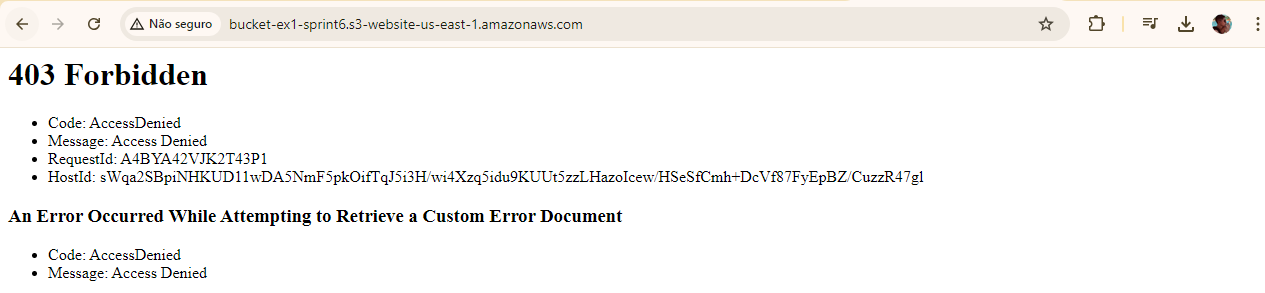 Não seguro
bucket-ex1-sprint6.s3-website-us-east-1.amazonaws.com
403 Forbidden
• Code: AccessDenied
• Message: Access Denied
• RequestId: A4BYA42VJK2T43P1
• HostId: sWqa2SBpiNHKUD11wDA5NmF5pkOifTqJ5i3H/wi4Xzq5idu9KUUt5zzLHazoIcew/HSeSfCmh+DcVf87FyEpBZ/CuzzR47gl
An Error Occurred While Attempting to Retrieve a Custom Error Document
• Code: AccessDenied
• Message: Access Denied